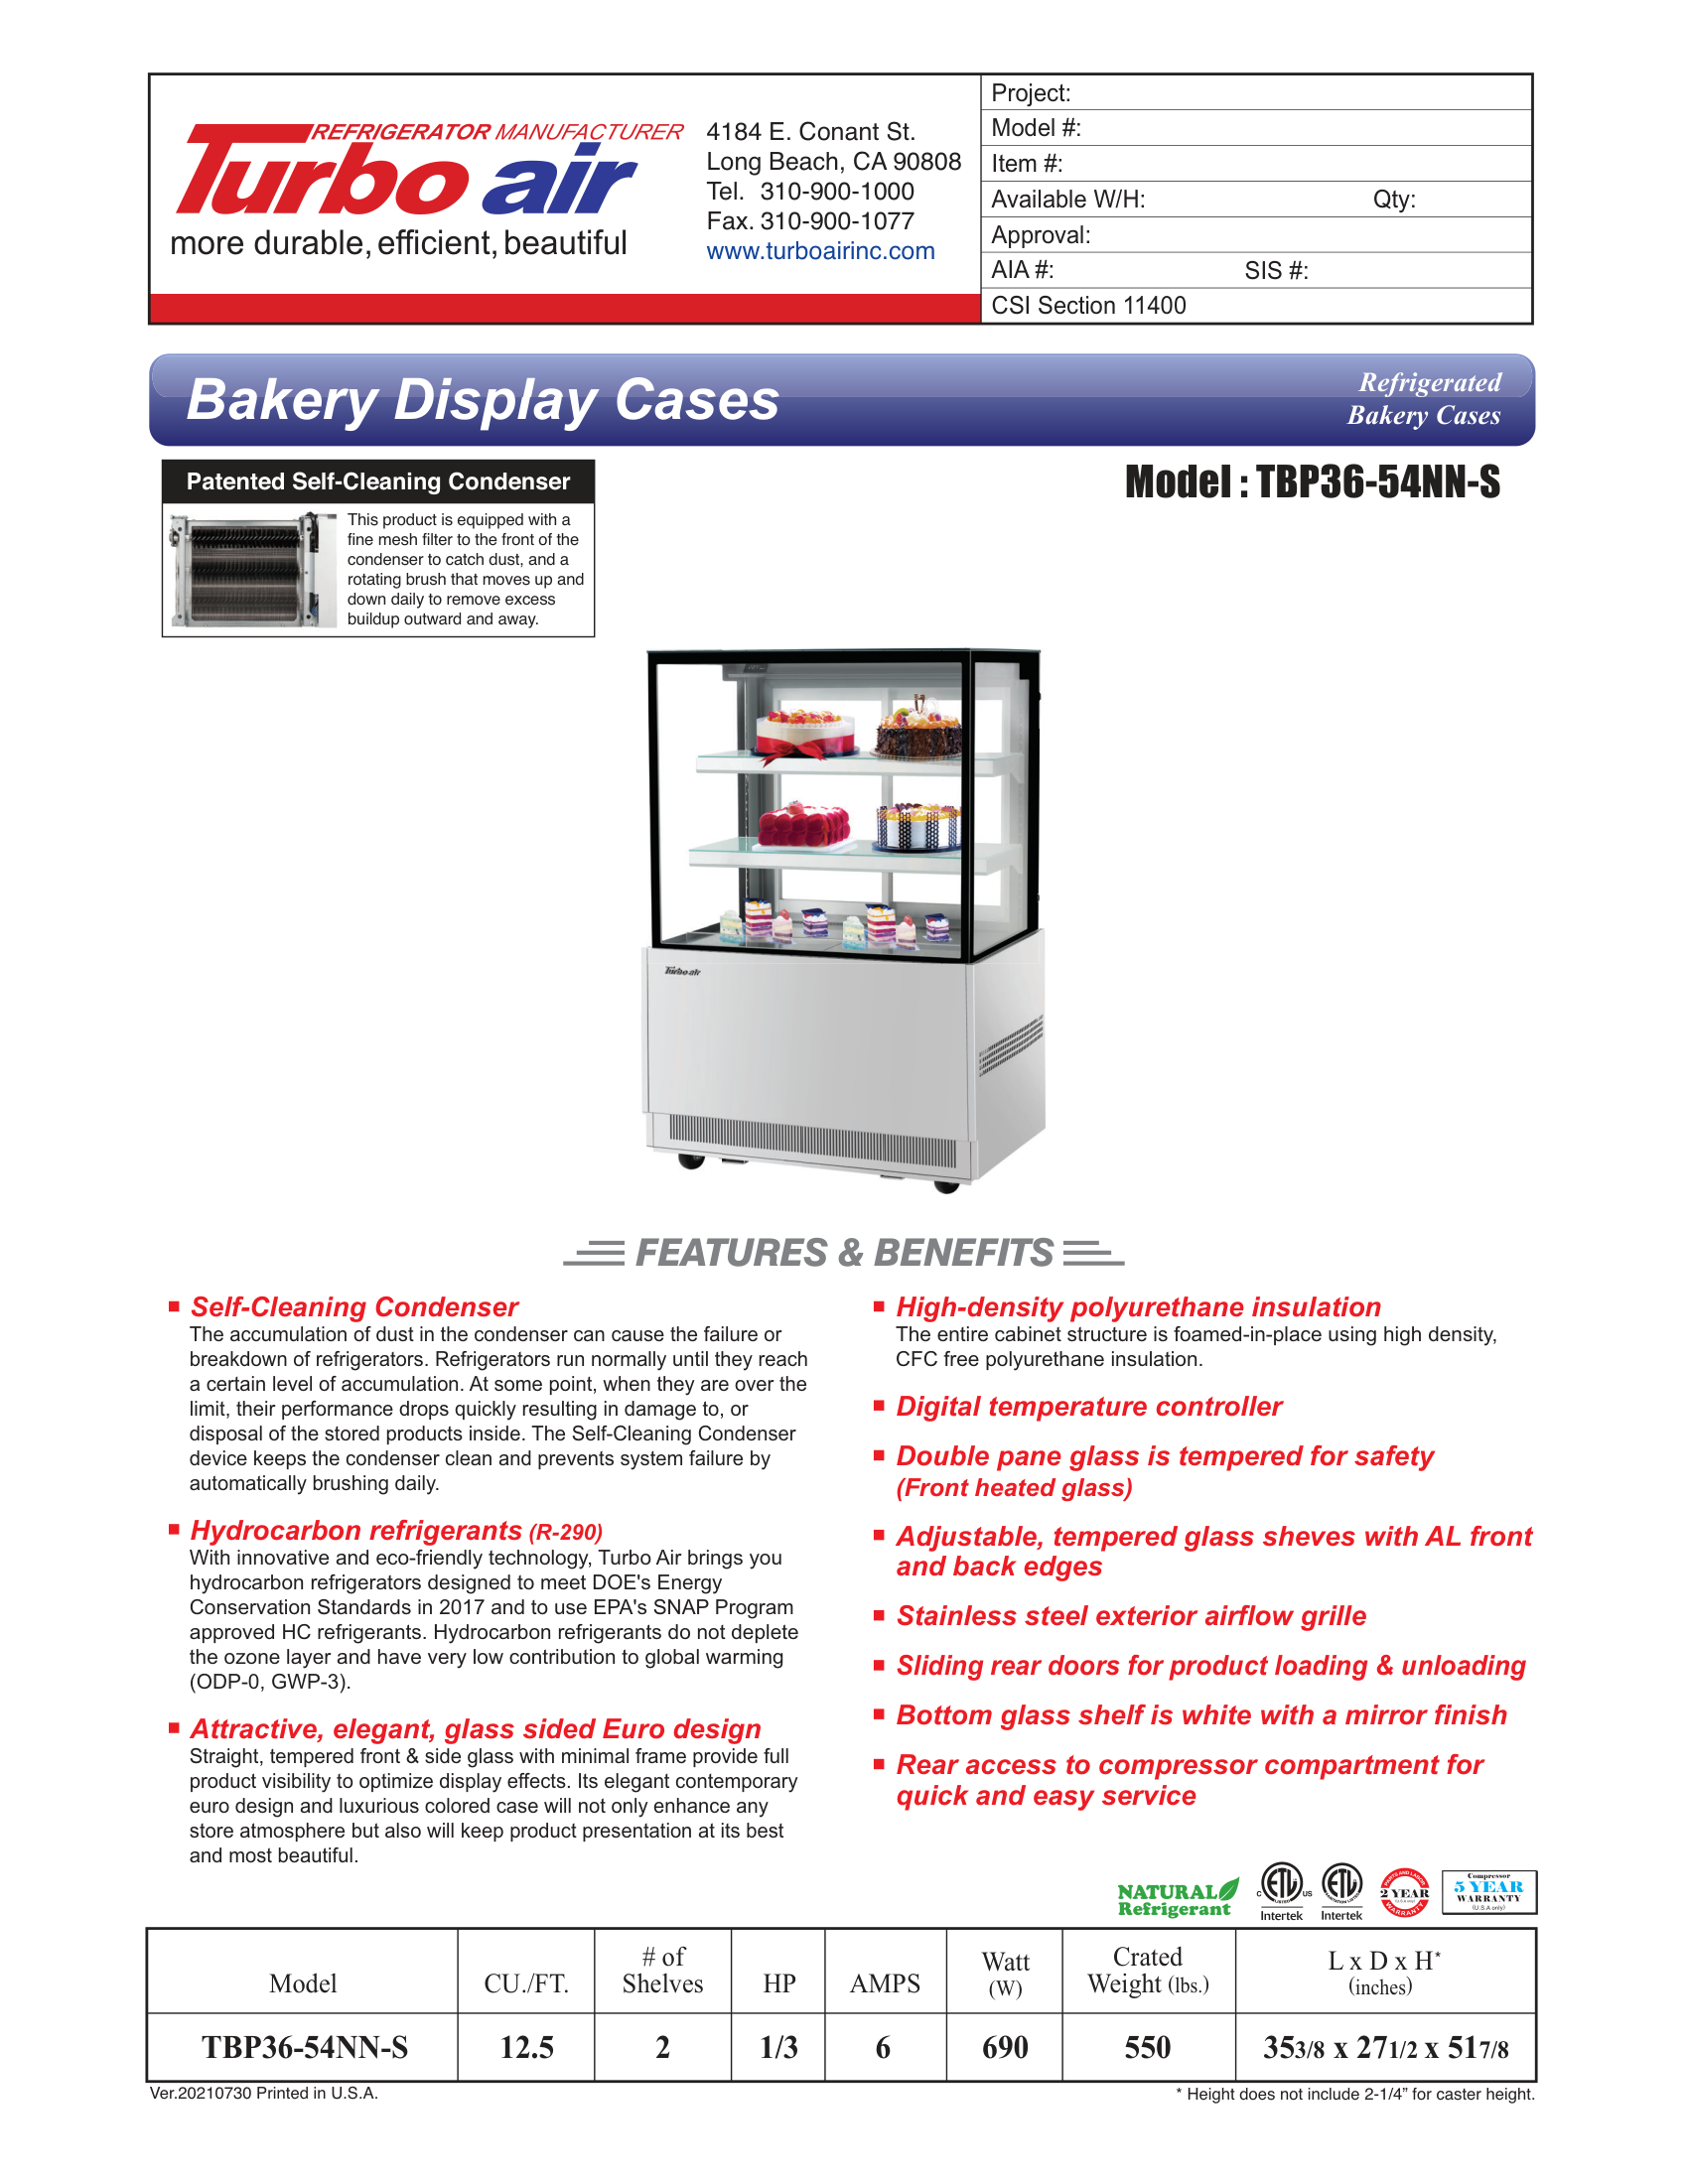 REFRIGERATOR MANUFACTURER
Turbo air
more durable, efficient, beautiful
4184 E. Conant St.
Long Beach, CA 90808
Tel. 310-900-1000
Fax. 310-900-1077
www.turboairinc.com
Project:
Model #:
Item #:
Available W/H: Qty:
Approval:
AIA #: SIS #:
CSI Section 11400
Bakery Display Cases
Refrigerated
Bakery Cases
Patented Self-Cleaning Condenser
This product is equipped with a
fine mesh filter to the front of the
condenser to catch dust, and a
rotating brush that moves up and
down daily to remove excess
buildup outward and away.
Model : TBP36-54NN-S
Turbo air
FEATURES & BENEFITS
Self-Cleaning Condenser
The accumulation of dust in the condenser can cause the failure or
breakdown of refrigerators. Refrigerators run normally until they reach
a certain level of accumulation. At some point, when they are over the
limit, their performance drops quickly resulting in damage to, or
disposal of the stored products inside. The Self-Cleaning Condenser
device keeps the condenser clean and prevents system failure by
automatically brushing daily.
Hydrocarbon refrigerants (R-290)
With innovative and eco-friendly technology, Turbo Air brings you
hydrocarbon refrigerators designed to meet DOE's Energy
Conservation Standards in 2017 and to use EPA's SNAP Program
approved HC refrigerants. Hydrocarbon refrigerants do not deplete
the ozone layer and have very low contribution to global warming
(ODP-0, GWP-3).
Attractive, elegant, glass sided Euro design
Straight, tempered front & side glass with minimal frame provide full
product visibility to optimize display effects. Its elegant contemporary
euro design and luxurious colored case will not only enhance any
store atmosphere but also will keep product presentation at its best
and most beautiful.
High-density polyurethane insulation
The entire cabinet structure is foamed-in-place using high density,
CFC free polyurethane insulation.
Digital temperature controller
Double pane glass is tempered for safety
(Front heated glass)
Adjustable, tempered glass sheves with AL front
and back edges
Stainless steel exterior airflow grille
Sliding rear doors for product loading & unloading
Bottom glass shelf is white with a mirror finish
Rear access to compressor compartment for
quick and easy service
NATURAL
Refrigerant
C ETL US
Intertek
ETL
Intertek
PARTS AND LABOR
2 YEAR
WARRANTY
Compressor
5 YEAR
WARRANTY
(U.S.A only)
Model CU./FT. # of Shelves HP AMPS Watt (W) Crated Weight (lbs.) L x D x H* (inches)
TBP36-54NN-S 12.5 2 1/3 6 690 550 353/8 x 271/2 x 517/8
Ver.20210730 Printed in U.S.A.
* Height does not include 2-1/4” for caster height.